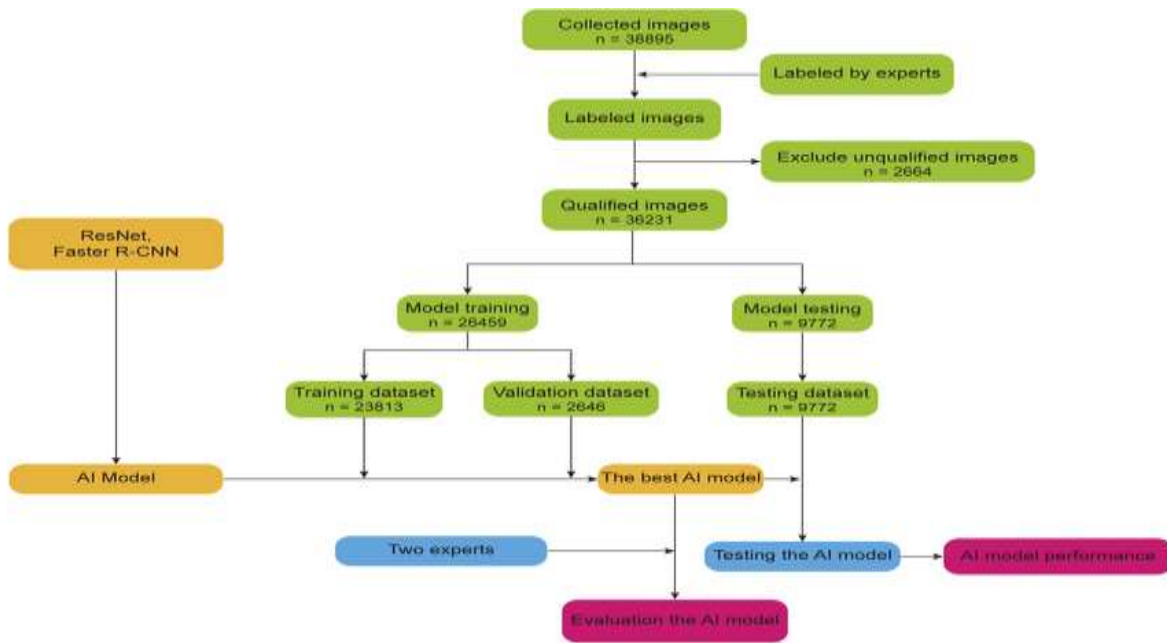 Collected images
n = 38895
Labeled by experts
Labeled images
Exclude unqualified images
n = 2664
Qualified images
n = 36231
ResNet,
Faster R-CNN
Model training
n = 26459
Model testing
n = 9772
Training dataset
n = 23813
Validation dataset
n = 2646
Testing dataset
n = 9772
AI Model
The best AI model
Two experts
Testing the AI model
AI model performance
Evaluation the AI model